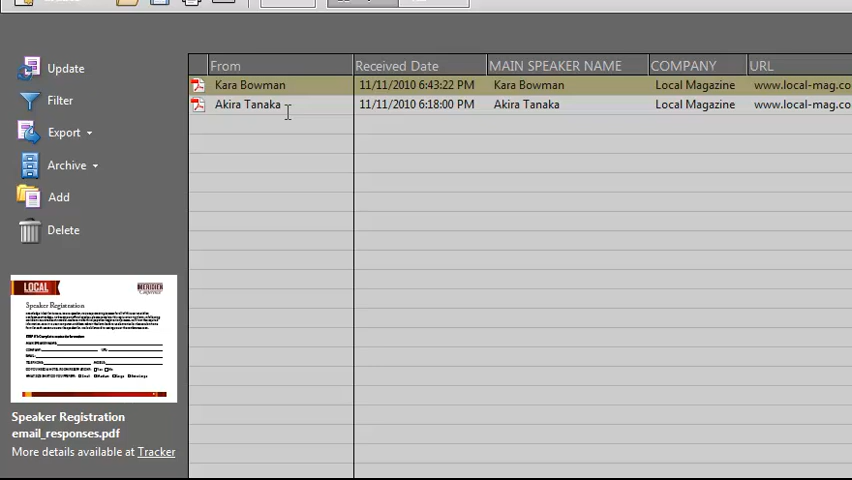 From Received Date MAIN SPEAKER NAME COMPANY URL
Kara Bowman 11/11/2010 6:43:22 PM Kara Bowman Local Magazine www.local-mag.co
Akira Tanaka 11/11/2010 6:18:00 PM Akira Tanaka Local Magazine www.local-mag.co
Update
Filter
Export
Archive
Add
Delete
LOCAL
Speaker Registration
Speaker Registration
email_responses.pdf
More details available at Tracker